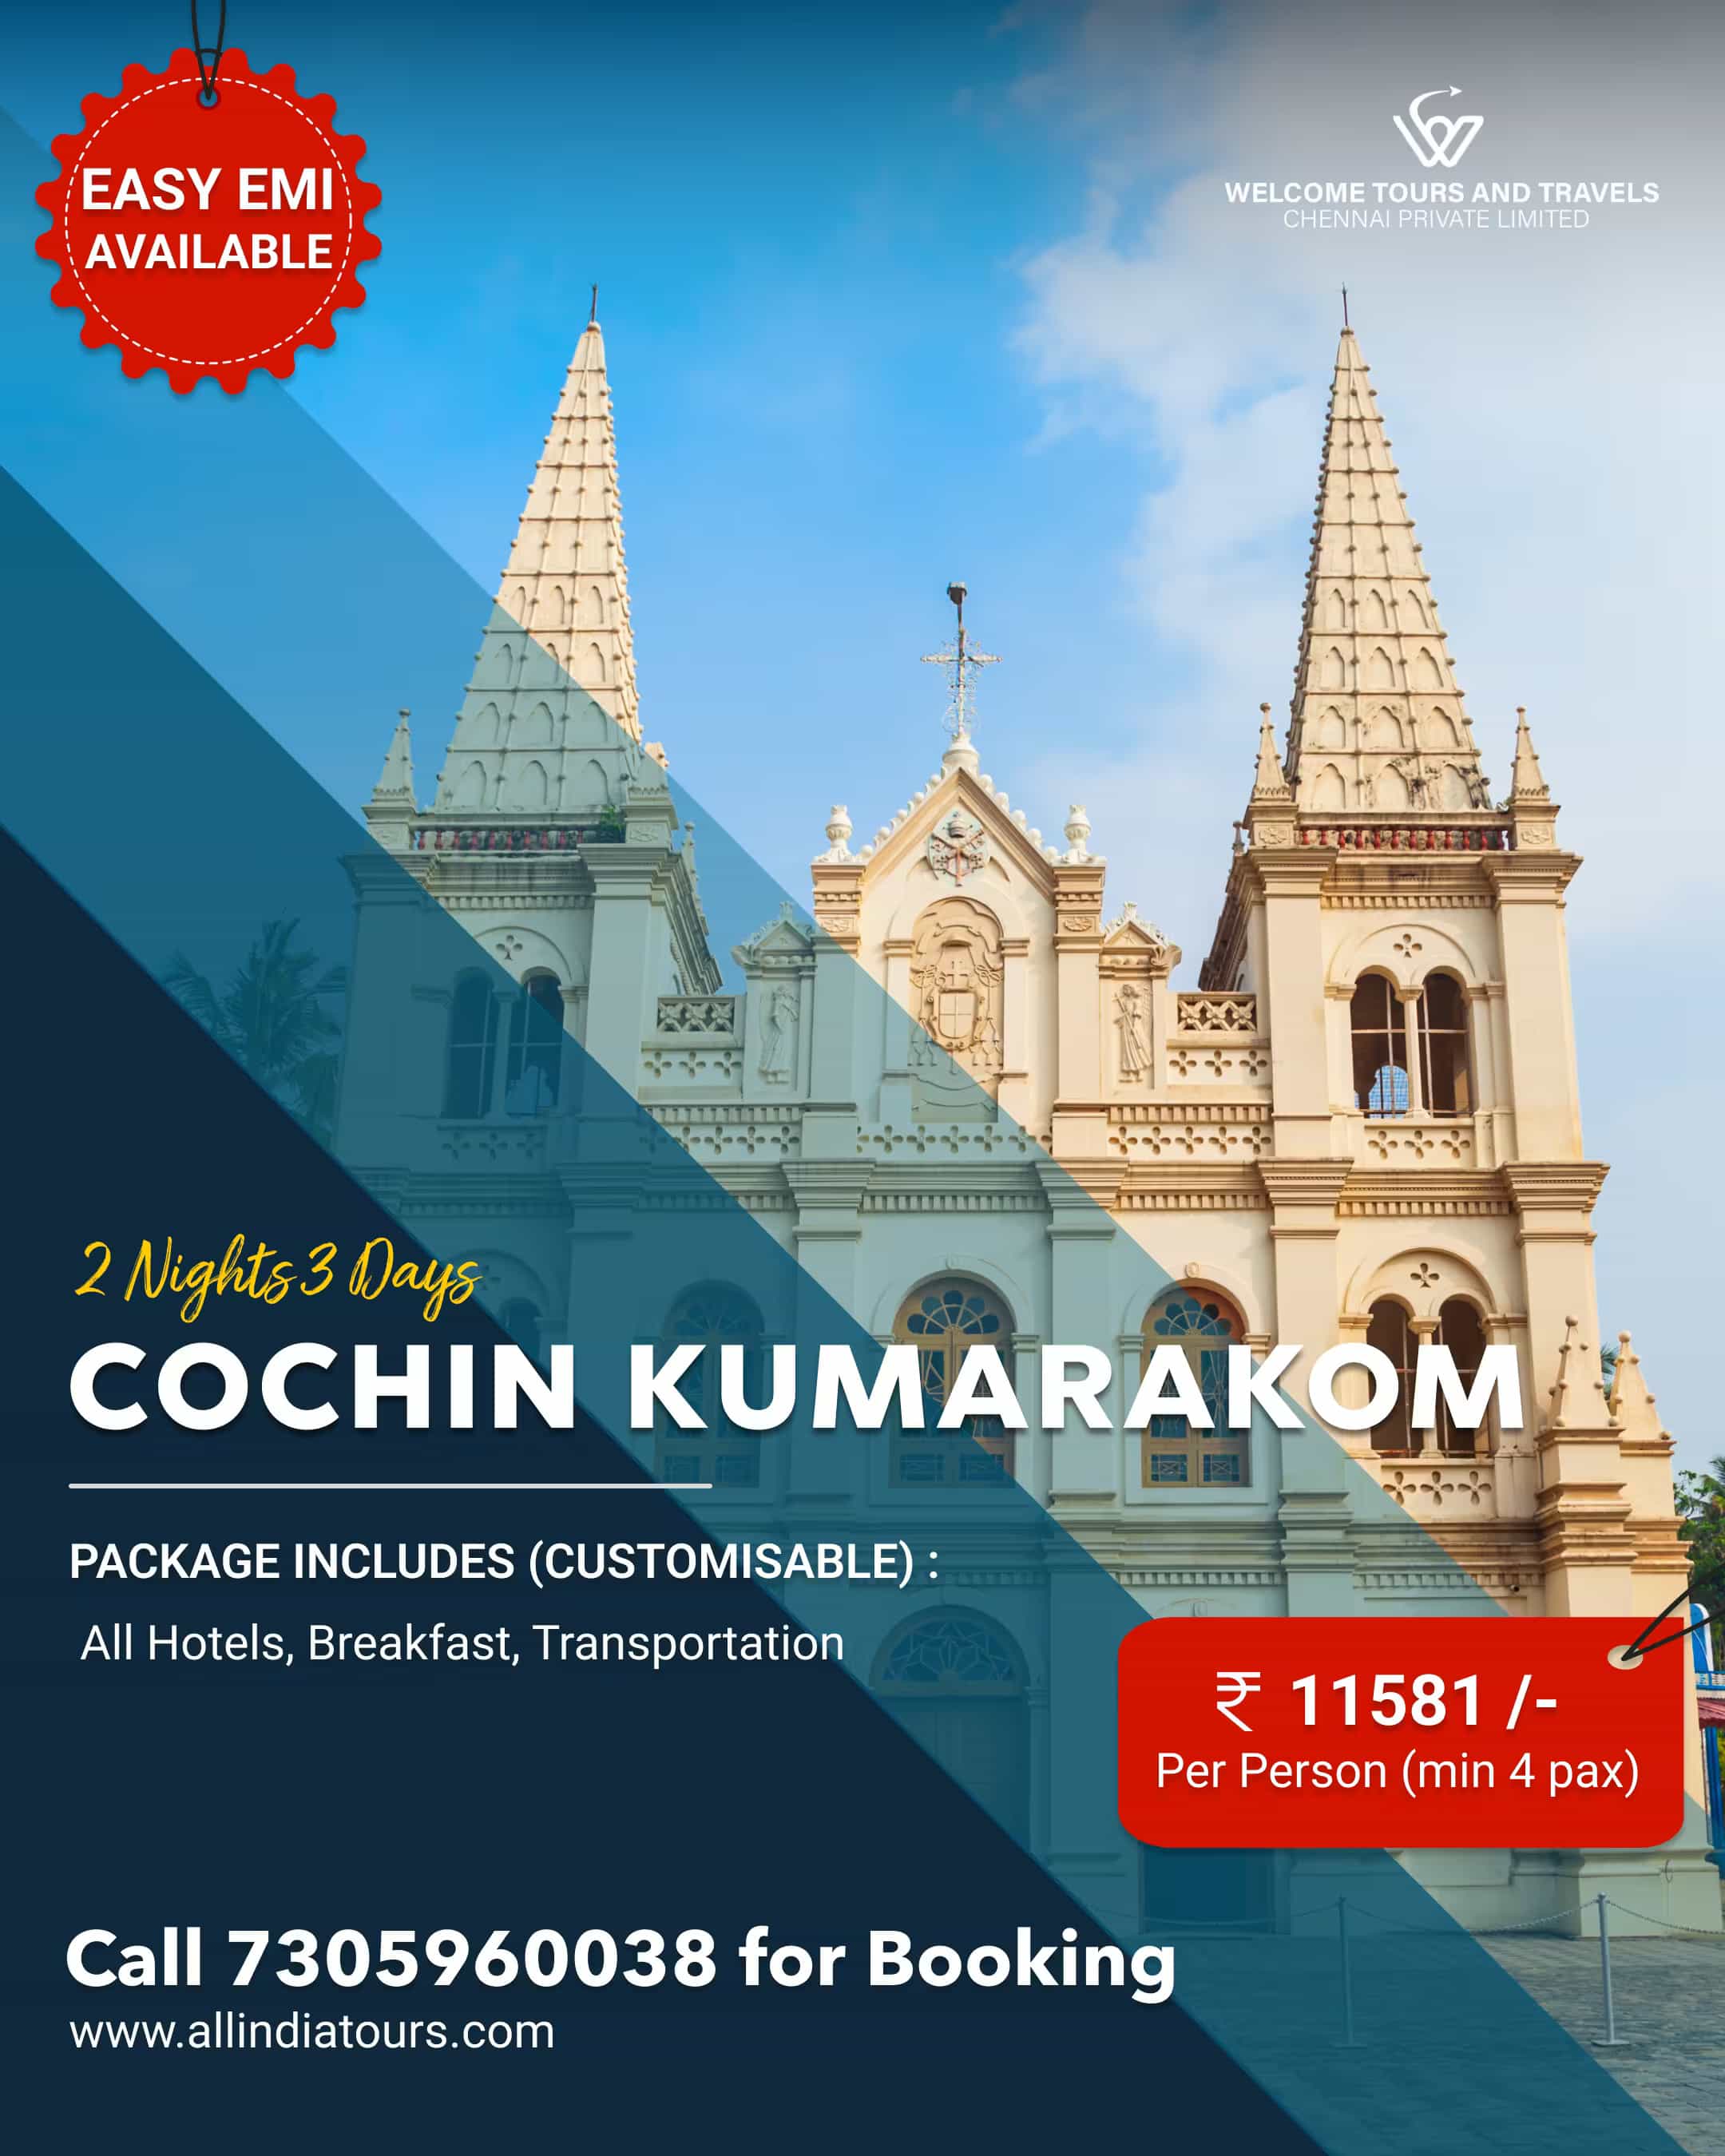 EASY EMI
AVAILABLE
WELCOME TOURS AND TRAVELS
CHENNAI PRIVATE LIMITED
2 Nights 3 Days
COCHIN KUMARAKOM
PACKAGE INCLUDES (CUSTOMISABLE) :
All Hotels, Breakfast, Transportation
₹ 11581 /-
Per Person (min 4 pax)
Call 7305960038 for Booking
www.allindiatours.com